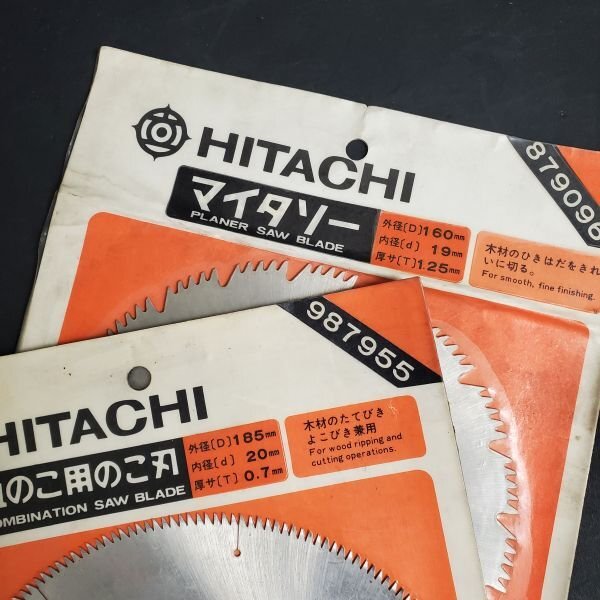 HITACHI
879096
マイタソー
PLANER SAW BLADE
外径(D)160mm
内径(d) 19mm
厚サ(T)1.25mm
木材のひきはだをきれ
いに切る。
For smooth, fine finishing.
987955
HITACHI
のこ用のこ刃
COMBINATION SAW BLADE
外径(D)185mm
内径(d) 20mm
厚サ(T) 0.7mm
木材のたてびき
よこびき兼用
For wood ripping and
cutting operations.